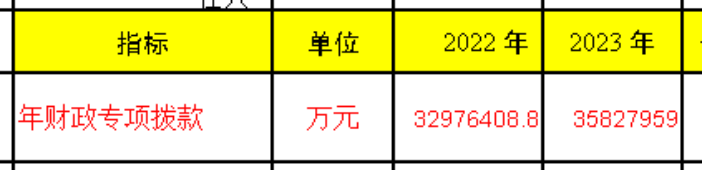 指标 单位 2022 年 2023 年
年财政专项拨款 万元 32976408.8 35827959